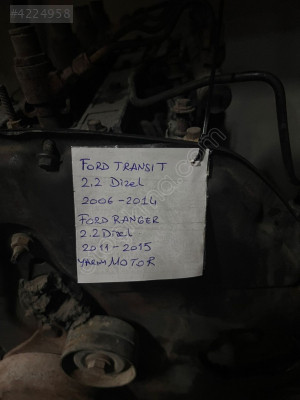 #4224958
FORD TRANSIT
2.2 Dizel
2006-2014
FORD RANGER
2.2 Dizel
2011-2015
YARIM MOTOR